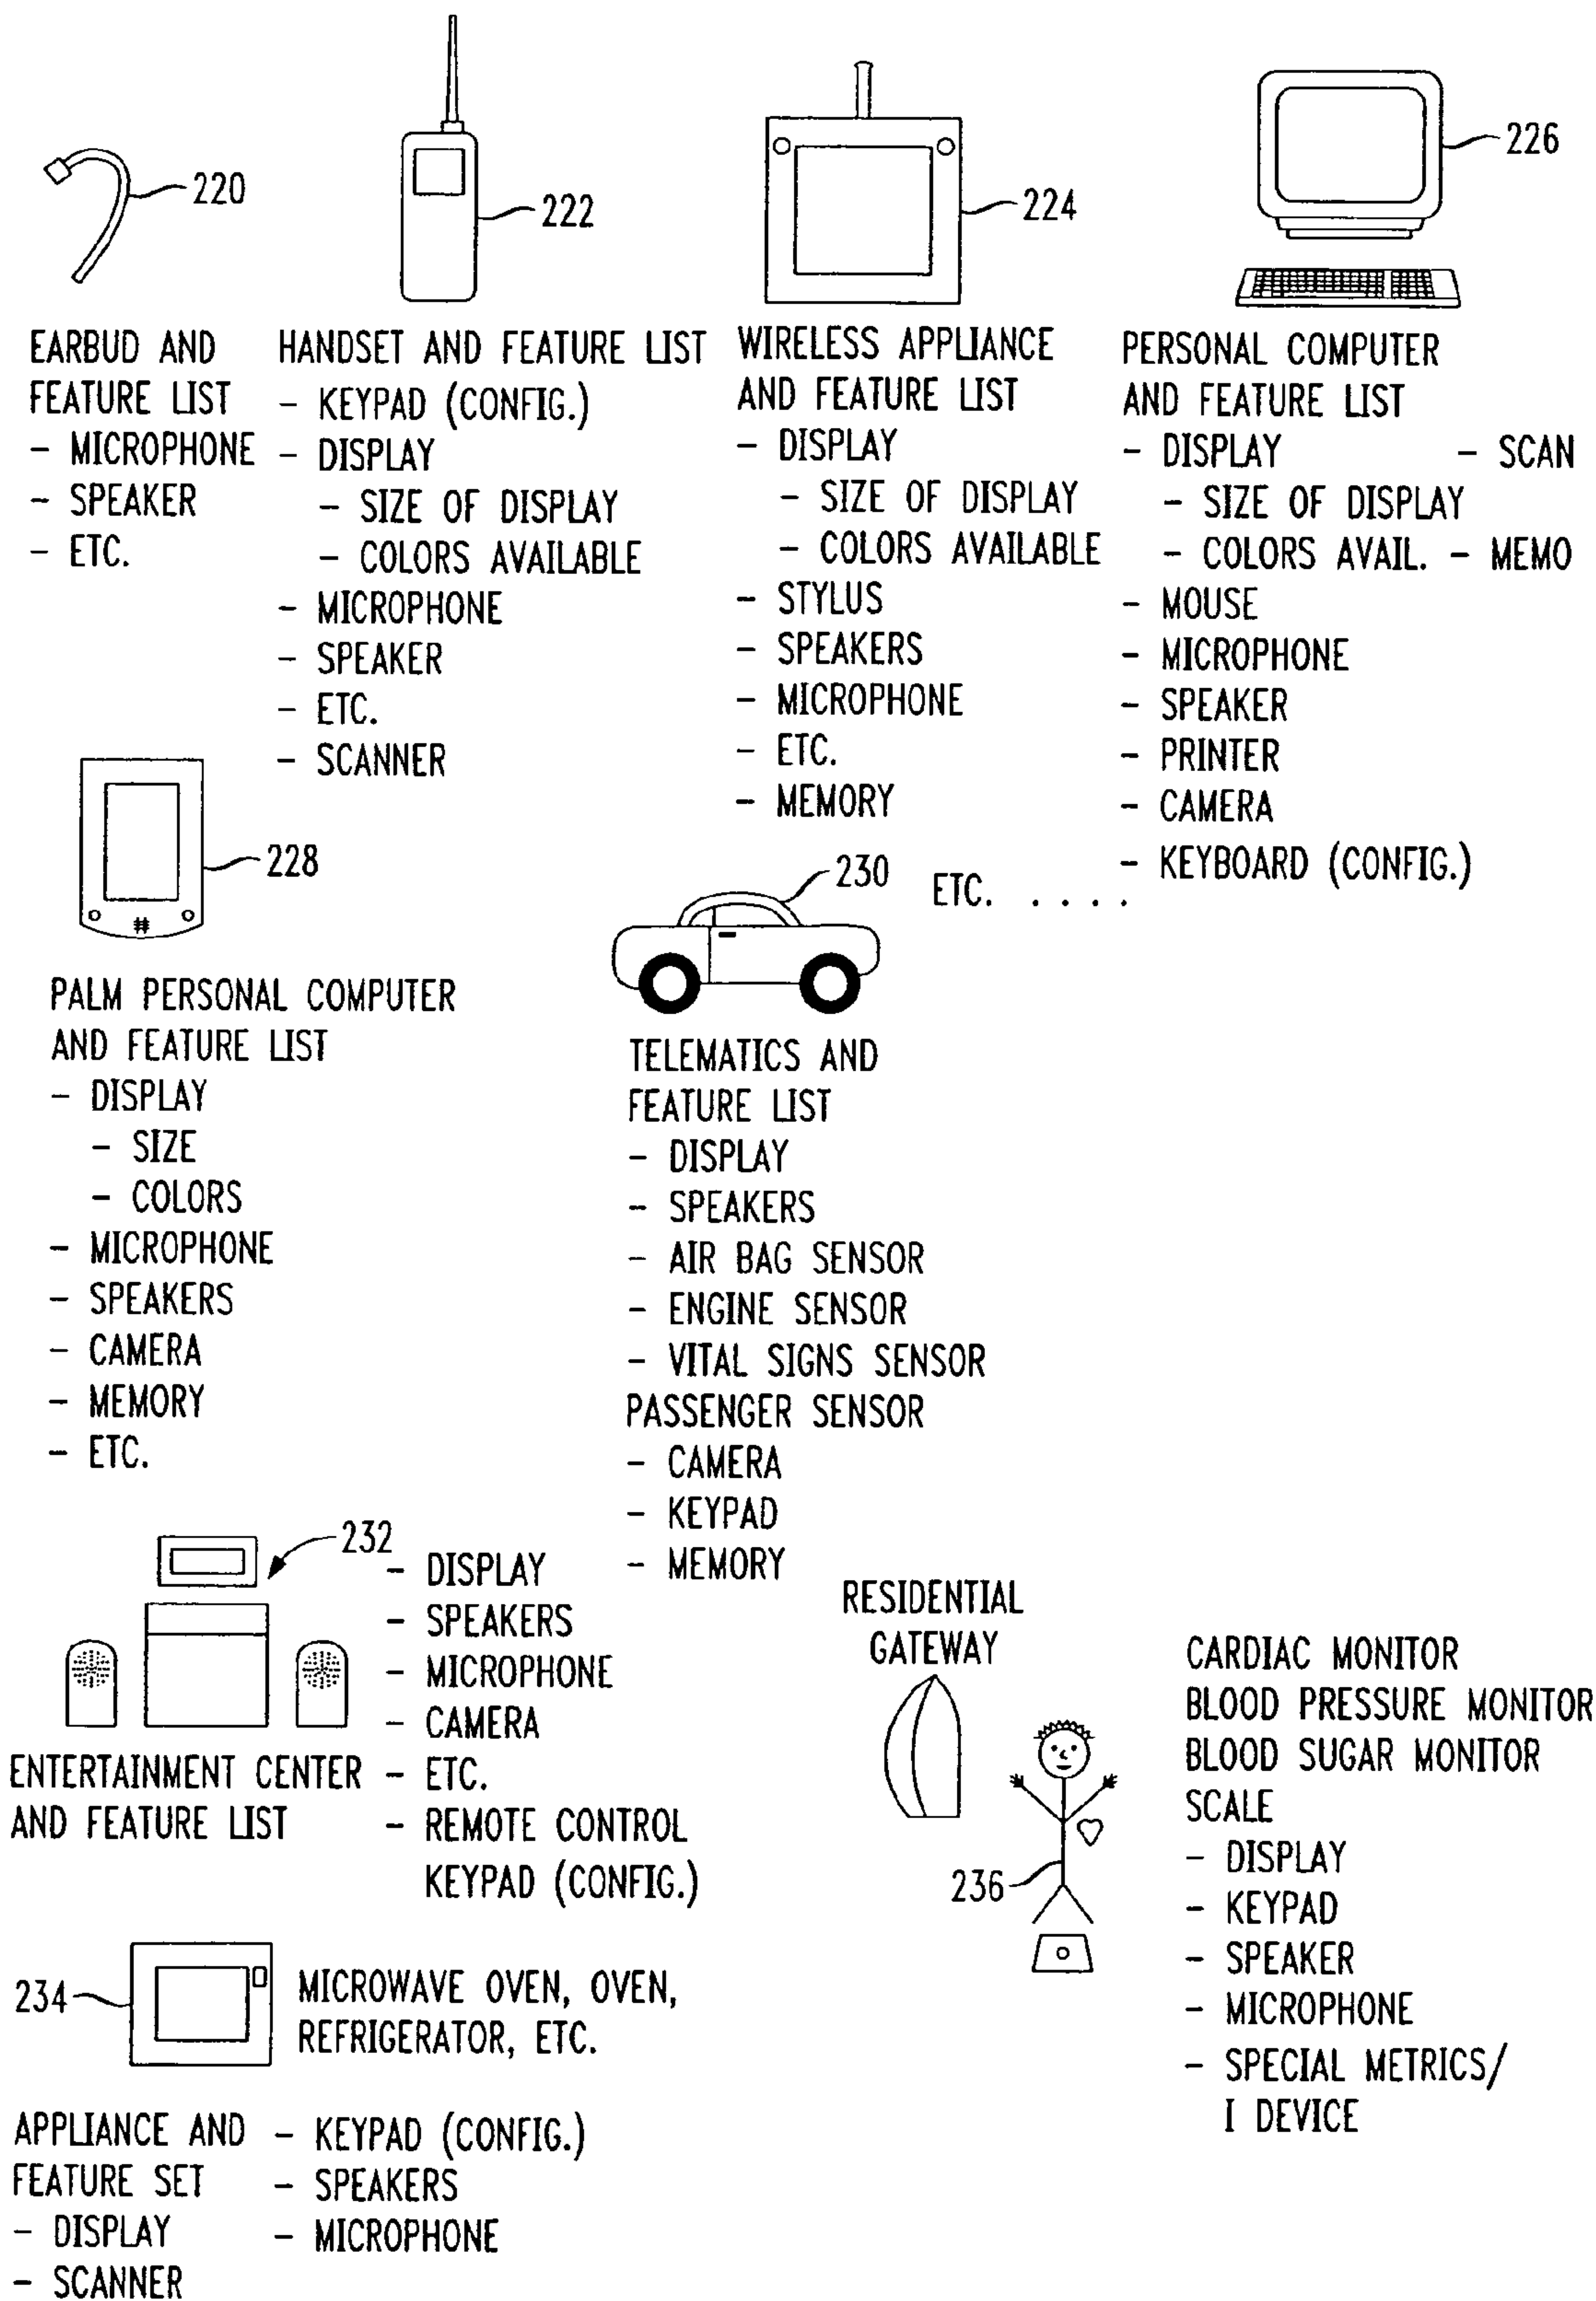 220
222
224
226
EARBUD AND
FEATURE LIST
- MICROPHONE
- SPEAKER
- ETC.
HANDSET AND FEATURE LIST
- KEYPAD (CONFIG.)
- DISPLAY
- SIZE OF DISPLAY
- COLORS AVAILABLE
- MICROPHONE
- SPEAKER
- ETC.
- SCANNER
WIRELESS APPLIANCE
AND FEATURE LIST
- DISPLAY
- SIZE OF DISPLAY
- COLORS AVAILABLE
- STYLUS
- SPEAKERS
- MICROPHONE
- ETC.
- MEMORY
PERSONAL COMPUTER
AND FEATURE LIST
- DISPLAY - SCAN
- SIZE OF DISPLAY
- COLORS AVAIL. - MEMO
- MOUSE
- MICROPHONE
- SPEAKER
- PRINTER
- CAMERA
- KEYBOARD (CONFIG.)
228
PALM PERSONAL COMPUTER
AND FEATURE LIST
- DISPLAY
- SIZE
- COLORS
- MICROPHONE
- SPEAKERS
- CAMERA
- MEMORY
- ETC.
230
ETC. . . . .
TELEMATICS AND
FEATURE LIST
- DISPLAY
- SPEAKERS
- AIR BAG SENSOR
- ENGINE SENSOR
- VITAL SIGNS SENSOR
PASSENGER SENSOR
- CAMERA
- KEYPAD
- MEMORY
232
ENTERTAINMENT CENTER
AND FEATURE LIST
- DISPLAY
- SPEAKERS
- MICROPHONE
- CAMERA
- ETC.
- REMOTE CONTROL
KEYPAD (CONFIG.)
RESIDENTIAL
GATEWAY
236
CARDIAC MONITOR
BLOOD PRESSURE MONITOR
BLOOD SUGAR MONITOR
SCALE
- DISPLAY
- KEYPAD
- SPEAKER
- MICROPHONE
- SPECIAL METRICS/
I DEVICE
234
MICROWAVE OVEN, OVEN,
REFRIGERATOR, ETC.
APPLIANCE AND
FEATURE SET
- DISPLAY
- SCANNER
- KEYPAD (CONFIG.)
- SPEAKERS
- MICROPHONE